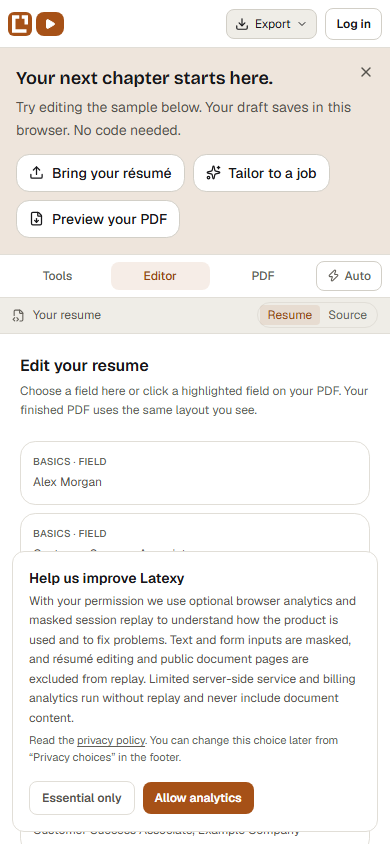 Export
Log in
Your next chapter starts here.
Try editing the sample below. Your draft saves in this
browser. No code needed.
Bring your résumé
Tailor to a job
Preview your PDF
Tools
Editor
PDF
Auto
Your resume
Resume
Source
Edit your resume
Choose a field here or click a highlighted field on your PDF. Your
finished PDF uses the same layout you see.
BASICS · FIELD
Alex Morgan
BASICS · FIELD
Help us improve Latexy
With your permission we use optional browser analytics and
masked session replay to understand how the product is
used and to fix problems. Text and form inputs are masked,
and résumé editing and public document pages are
excluded from replay. Limited server-side service and billing
analytics run without replay and never include document
content.
Read the privacy policy. You can change this choice later from
“Privacy choices” in the footer.
Essential only
Allow analytics
Customer Success Associate, Example Company